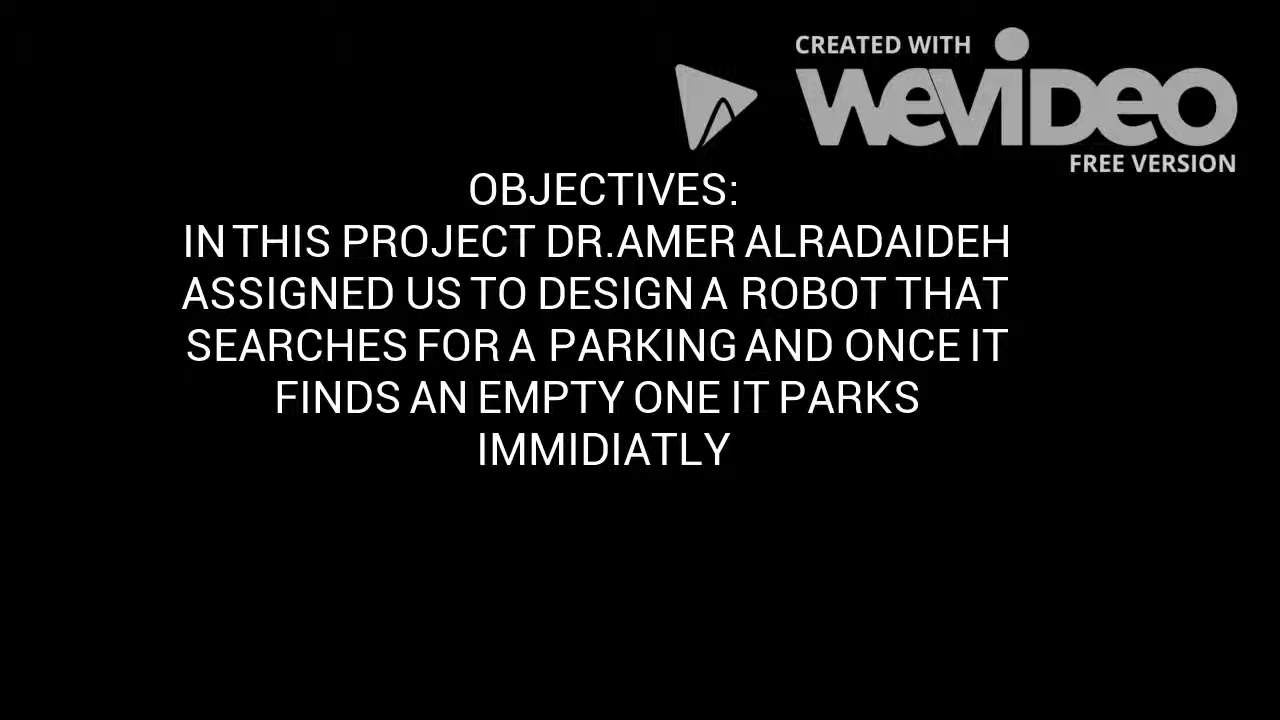 CREATED WITH
WEVIDEO
FREE VERSION
OBJECTIVES:
IN THIS PROJECT DR.AMER ALRADAIDEH
ASSIGNED US TO DESIGN A ROBOT THAT
SEARCHES FOR A PARKING AND ONCE IT
FINDS AN EMPTY ONE IT PARKS
IMMIDIATLY